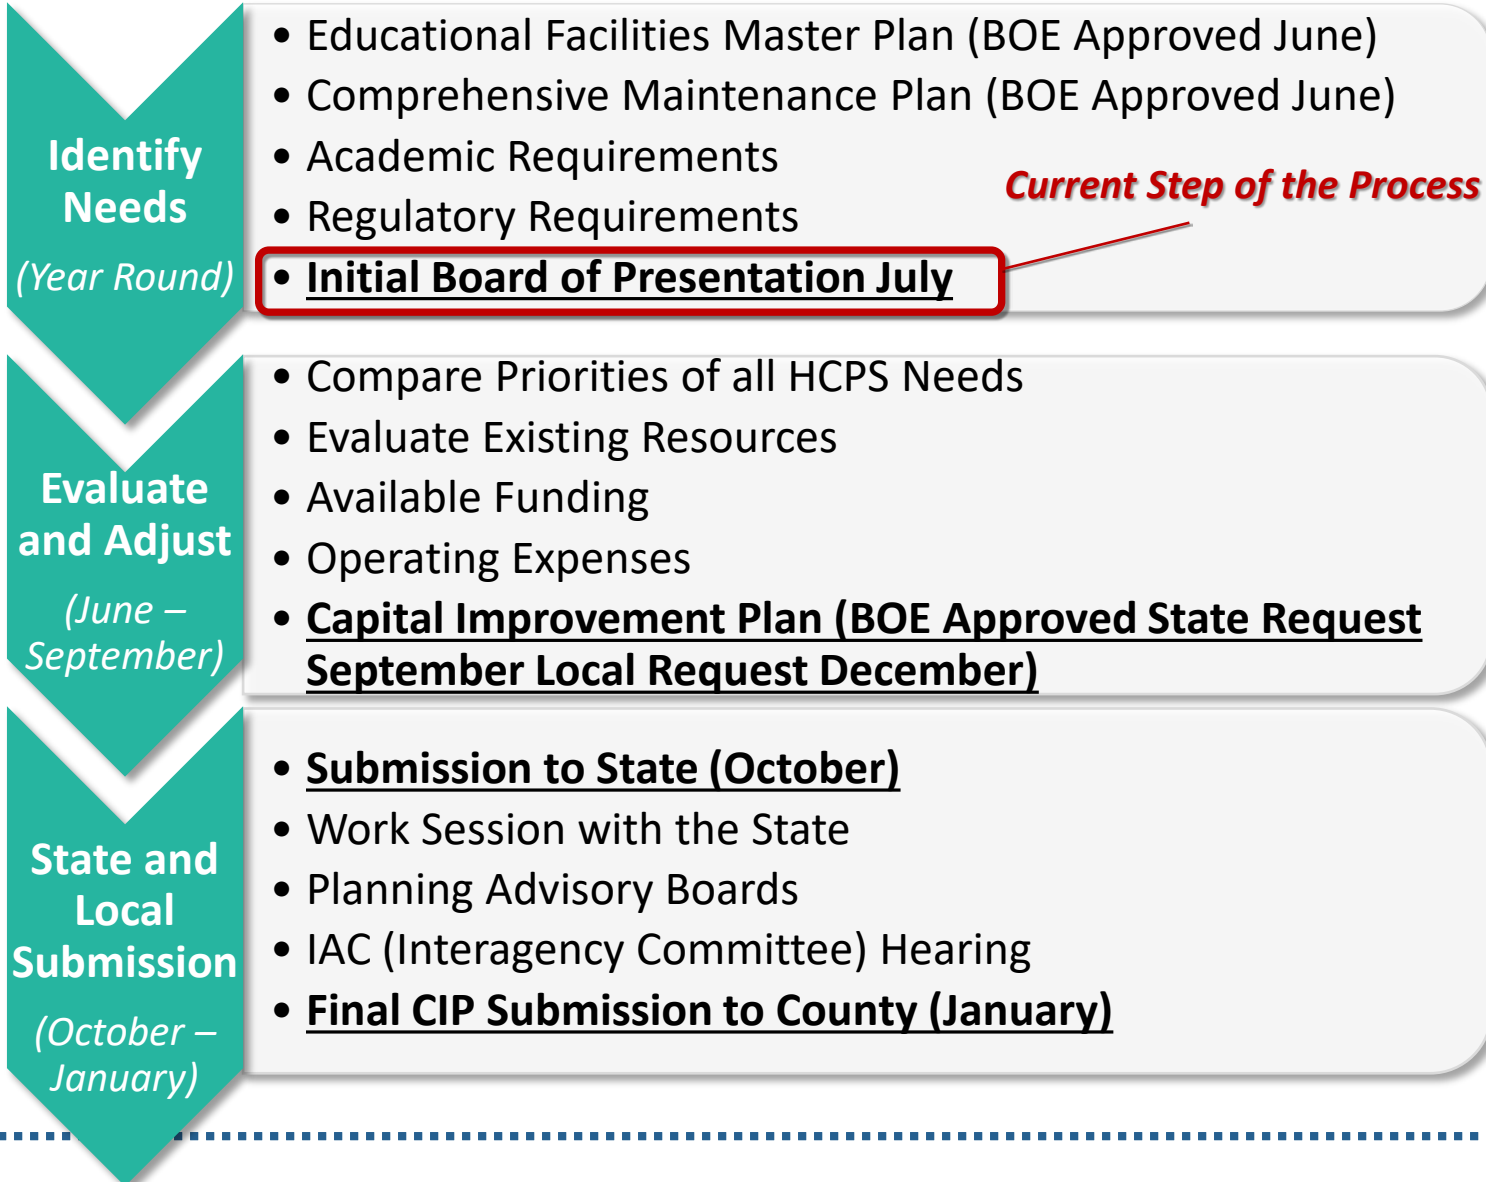 Identify
Needs
(Year Round)
• Educational Facilities Master Plan (BOE Approved June)
• Comprehensive Maintenance Plan (BOE Approved June)
• Academic Requirements
• Regulatory Requirements
• Initial Board of Presentation July
Current Step of the Process
Evaluate
and Adjust
(June –
September)
• Compare Priorities of all HCPS Needs
• Evaluate Existing Resources
• Available Funding
• Operating Expenses
• Capital Improvement Plan (BOE Approved State Request
September Local Request December)
State and
Local
Submission
(October –
January)
• Submission to State (October)
• Work Session with the State
• Planning Advisory Boards
• IAC (Interagency Committee) Hearing
• Final CIP Submission to County (January)